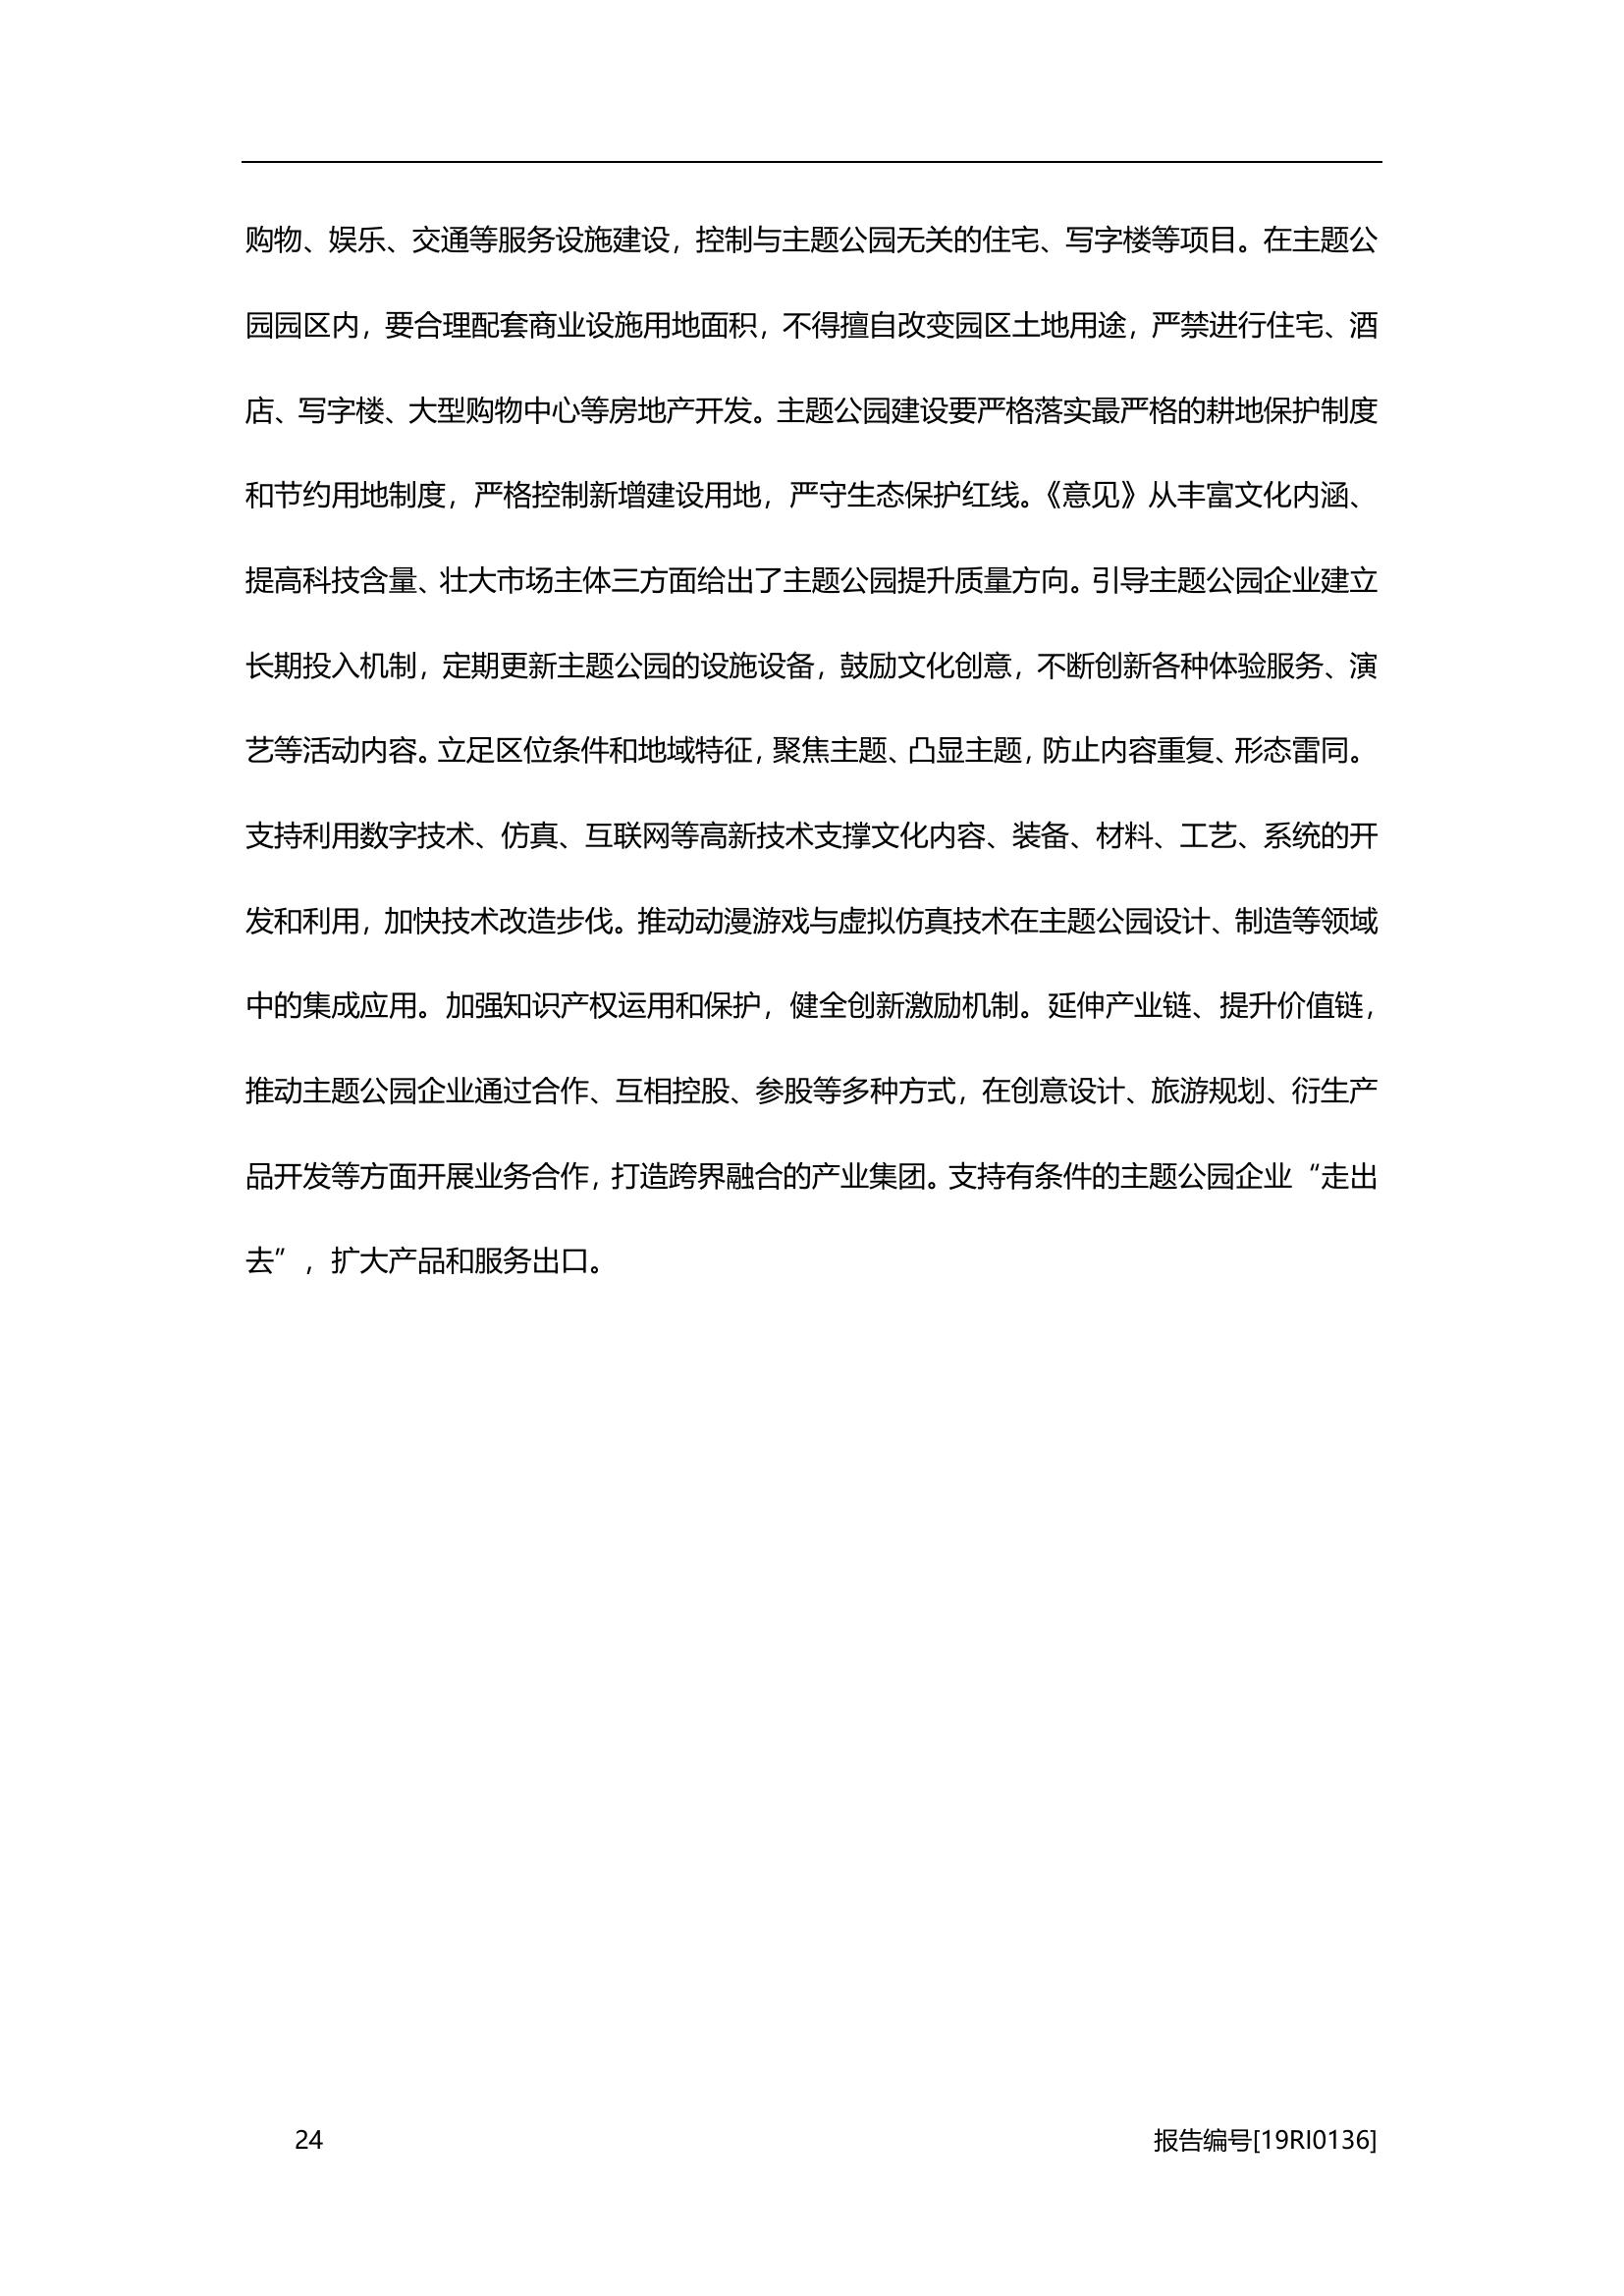 购物、娱乐、交通等服务设施建设，控制与主题公园无关的住宅、写字楼等项目。在主题公
园园区内，要合理配套商业设施用地面积，不得擅自改变园区土地用途，严禁进行住宅、酒
店、写字楼、大型购物中心等房地产开发。主题公园建设要严格落实最严格的耕地保护制度
和节约用地制度，严格控制新增建设用地，严守生态保护红线。《意见》从丰富文化内涵、
提高科技含量、壮大市场主体三方面给出了主题公园提升质量方向。引导主题公园企业建立
长期投入机制，定期更新主题公园的设施设备，鼓励文化创意，不断创新各种体验服务、演
艺等活动内容。立足区位条件和地域特征，聚焦主题、凸显主题，防止内容重复、形态雷同。
支持利用数字技术、仿真、互联网等高新技术支撑文化内容、装备、材料、工艺、系统的开
发和利用，加快技术改造步伐。推动动漫游戏与虚拟仿真技术在主题公园设计、制造等领域
中的集成应用。加强知识产权运用和保护，健全创新激励机制。延伸产业链、提升价值链，
推动主题公园企业通过合作、互相控股、参股等多种方式，在创意设计、旅游规划、衍生产
品开发等方面开展业务合作，打造跨界融合的产业集团。支持有条件的主题公园企业“走出
去”，扩大产品和服务出口。
24
报告编号[19RI0136]